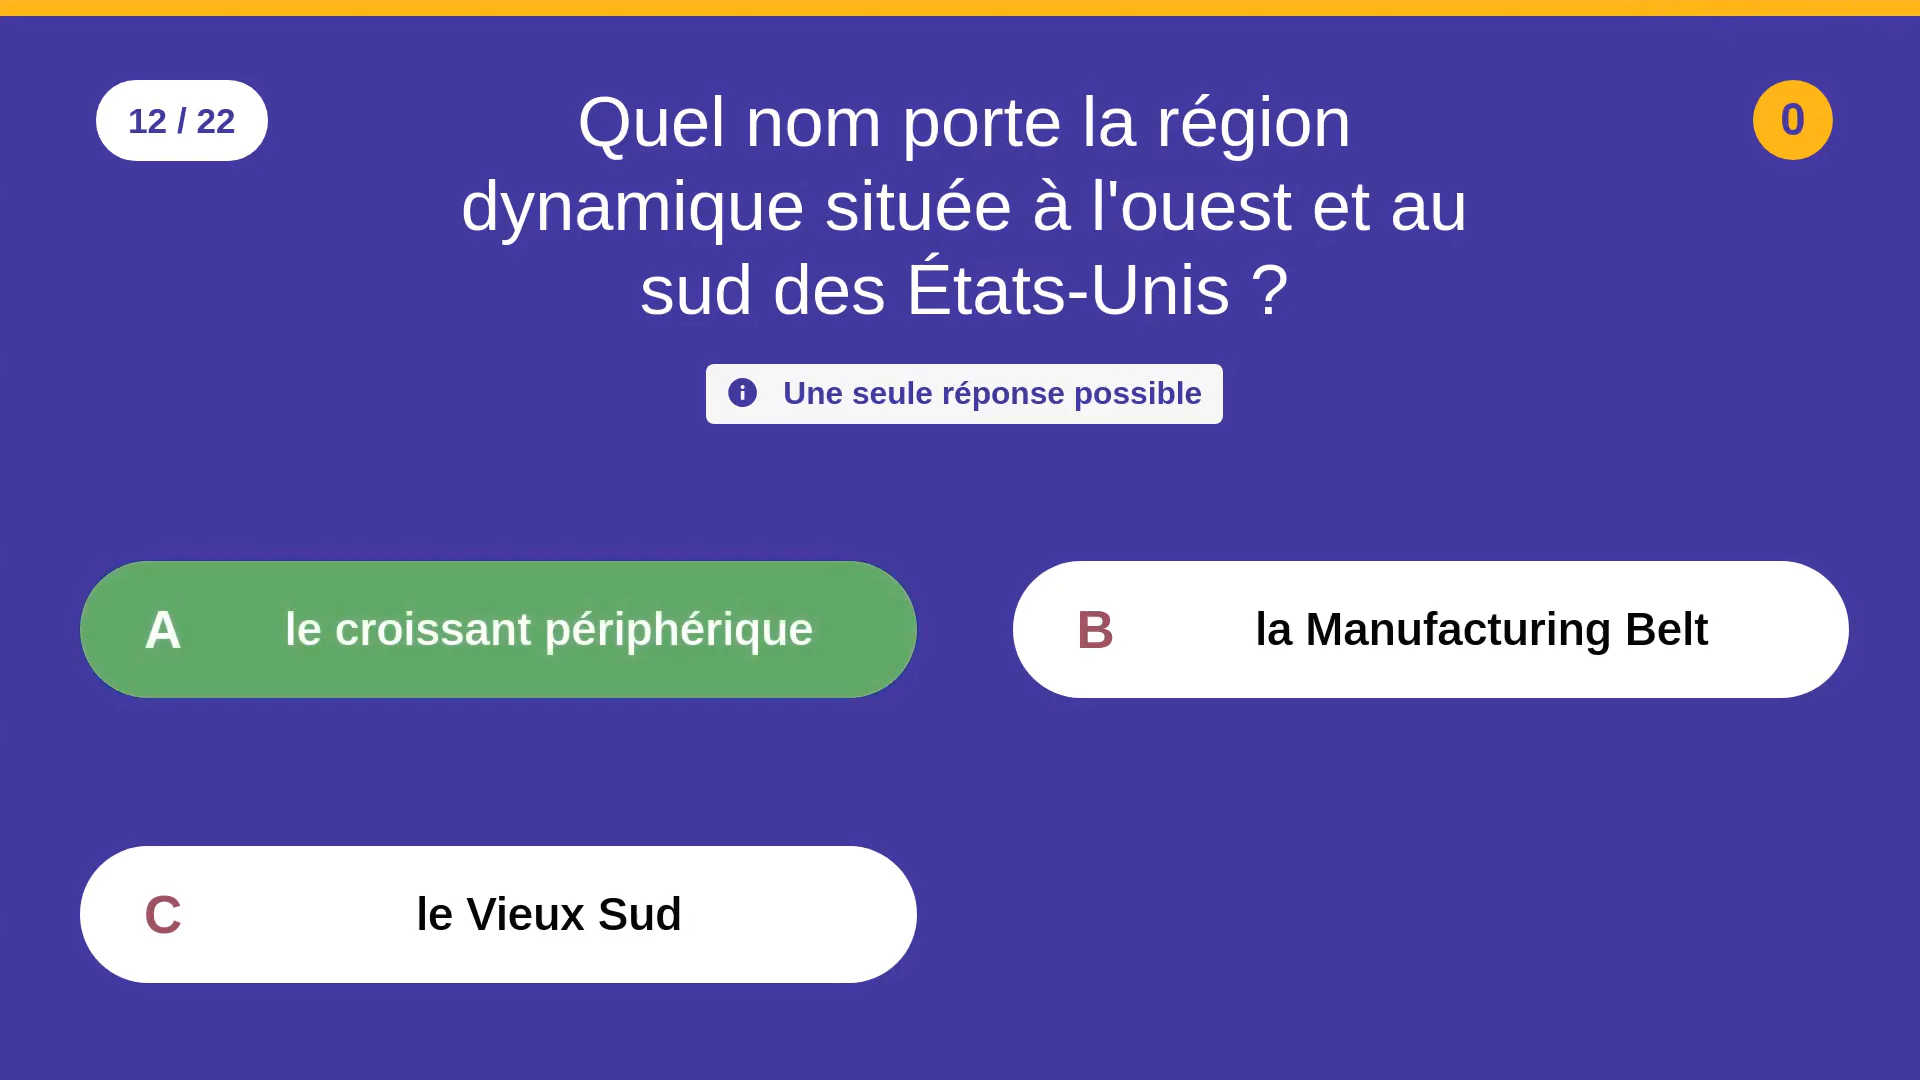 12 / 22
Quel nom porte la région
dynamique située à l'ouest et au
sud des États-Unis ?
0
Une seule réponse possible
A le croissant périphérique
B la Manufacturing Belt
C le Vieux Sud